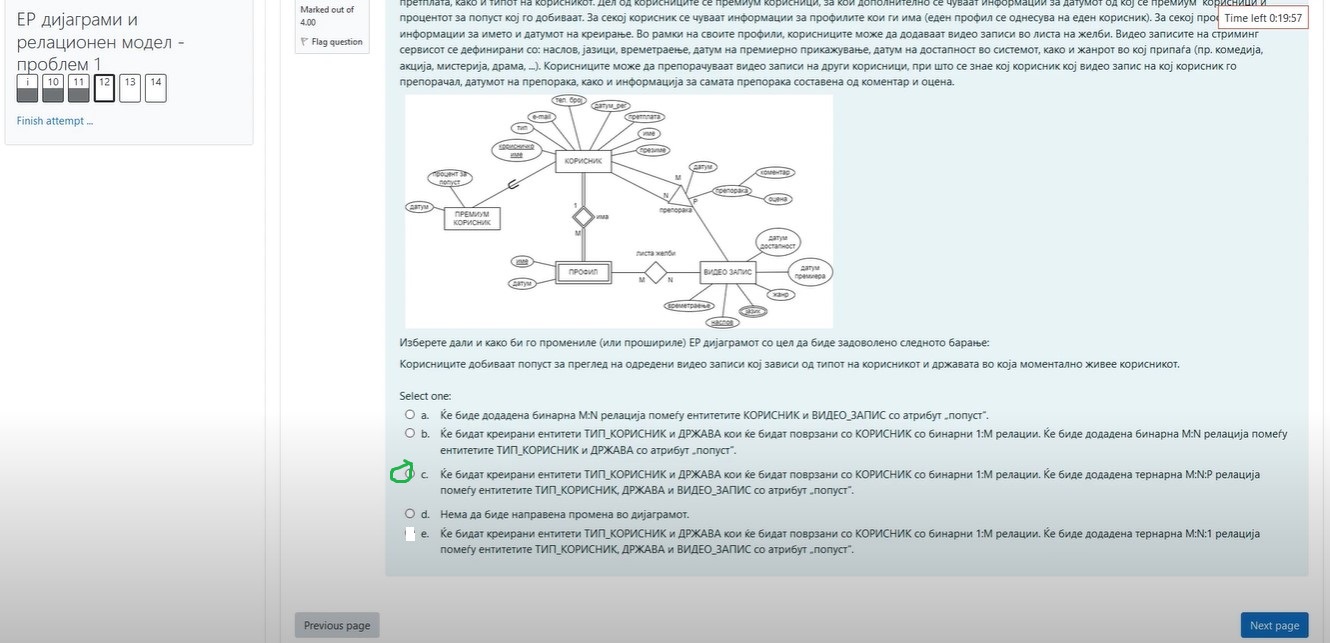 ЕР дијаграми и
релационен модел -
проблем 1
i 10 11 12 13 14
Finish attempt ...
Marked out of
4.00
Flag question
Time left 0:19:57
претплата, како и типот на корисникот. Дел од корисниците се премиум корисници, за кои дополнително се чуваат информации за датумот од кој се премиум корисници и
процентот за попуст кој го добиваат. За секој корисник се чуваат информации за профилите кои ги има (еден профил се однесува на еден корисник). За секој про
информации за името и датумот на креирање. Во рамки на своите профили, корисниците може да додаваат видео записи во листа на желби. Видео записите на стриминг
сервисот се дефинирани со: наслов, јазици, времетраење, датум на премиерно прикажување, датум на достапност во системот, како и жанрот во кој припаѓа (пр. комедија,
акција, мистерија, драма, ...). Корисниците може да препорачуваат видео записи на други корисници, при што се знае кој корисник кој видео запис на кој корисник го
препорачал, датумот на препорака, како и информација за самата препорака составена од коментар и оцена.
тел. број
датум_рег
e-mail
претплата
тип
име
корисничко
име
презиме
КОРИСНИК
процент за
попуст
датум
ПРЕМИУМ
КОРИСНИК
M
датум
коментар
N
препорака
P
оцена
препорака
1
има
M
датум
достапност
листа желби
име
ПРОФИЛ
M
N
ВИДЕО ЗАПИС
датум
премиера
датум
жанр
времетраење
јазик
наслов
Изберете дали и како би го промениле (или прошириле) ЕР дијаграмот со цел да биде задоволено следното барање:
Корисниците добиваат попуст за преглед на одредени видео записи кој зависи од типот на корисникот и државата во која моментално живее корисникот.
Select one:
a. Ќе биде додадена бинарна M:N релација помеѓу ентитетите КОРИСНИК и ВИДЕО_ЗАПИС со атрибут „попуст“.
b. Ќе бидат креирани ентитети ТИП_КОРИСНИК и ДРЖАВА кои ќе бидат поврзани со КОРИСНИК со бинарни 1:M релации. Ќе биде додадена бинарна M:N релација помеѓу
ентитетите ТИП_КОРИСНИК и ДРЖАВА со атрибут „попуст“.
c. Ќе бидат креирани ентитети ТИП_КОРИСНИК и ДРЖАВА кои ќе бидат поврзани со КОРИСНИК со бинарни 1:M релации. Ќе биде додадена тернарна M:N:P релација
помеѓу ентитетите ТИП_КОРИСНИК, ДРЖАВА и ВИДЕО_ЗАПИС со атрибут „попуст“.
d. Нема да биде направена промена во дијаграмот.
e. Ќе бидат креирани ентитети ТИП_КОРИСНИК и ДРЖАВА кои ќе бидат поврзани со КОРИСНИК со бинарни 1:M релации. Ќе биде додадена тернарна M:N:1 релација
помеѓу ентитетите ТИП_КОРИСНИК, ДРЖАВА и ВИДЕО_ЗАПИС со атрибут „попуст“.
Previous page
Next page